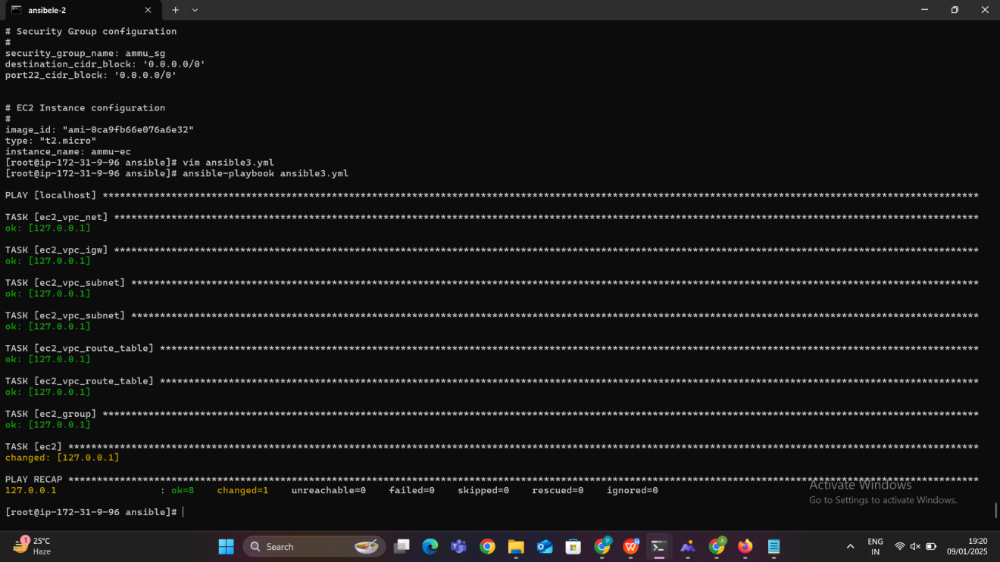 ansibele-2
# Security Group configuration
#
security_group_name: ammu_sg
destination_cidr_block: '0.0.0.0/0'
port22_cidr_block: '0.0.0.0/0'
# EC2 Instance configuration
#
image_id: "ami-0ca9fb66e076a6e32"
type: "t2.micro"
instance_name: ammu-ec
[root@ip-172-31-9-96 ansible]# vim ansible3.yml
[root@ip-172-31-9-96 ansible]# ansible-playbook ansible3.yml
PLAY [localhost] *************************************************************************************************************************************************
TASK [ec2_vpc_net] ***********************************************************************************************************************************************
ok: [127.0.0.1]
TASK [ec2_vpc_igw] ***********************************************************************************************************************************************
ok: [127.0.0.1]
TASK [ec2_vpc_subnet] ********************************************************************************************************************************************
ok: [127.0.0.1]
TASK [ec2_vpc_subnet] ********************************************************************************************************************************************
ok: [127.0.0.1]
TASK [ec2_vpc_route_table] ***************************************************************************************************************************************
ok: [127.0.0.1]
TASK [ec2_vpc_route_table] ***************************************************************************************************************************************
ok: [127.0.0.1]
TASK [ec2_group] *************************************************************************************************************************************************
ok: [127.0.0.1]
TASK [ec2] *******************************************************************************************************************************************************
changed: [127.0.0.1]
PLAY RECAP *******************************************************************************************************************************************************
127.0.0.1 : ok=8 changed=1 unreachable=0 failed=0 skipped=0 rescued=0 ignored=0
[root@ip-172-31-9-96 ansible]#
Activate Windows
Go to Settings to activate Windows.
1
25°C
Haze
Search
P
A
ENG
IN
19:20
09/01/2025